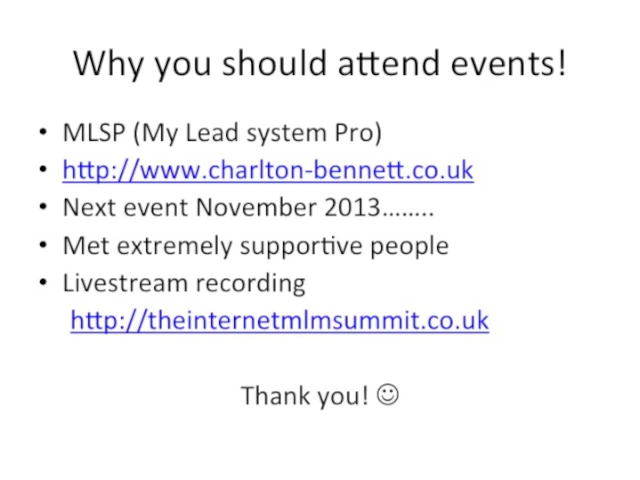 Why you should attend events!
• MLSP (My Lead system Pro)
• http://www.charlton-bennett.co.uk
• Next event November 2013……..
• Met extremely supportive people
• Livestream recording
http://theinternetmlmsummit.co.uk
Thank you! ☺